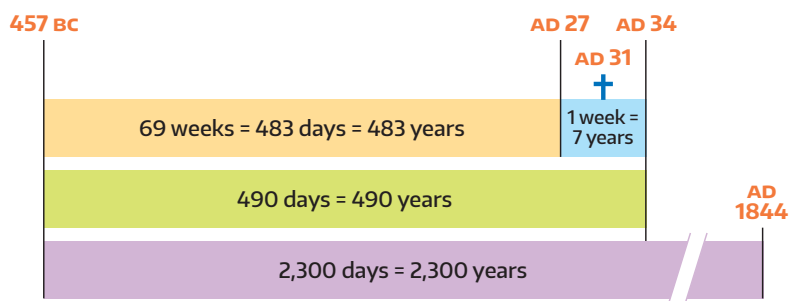 457 BC
AD 27
AD 34
AD 31
69 weeks = 483 days = 483 years
1 week =
7 years
490 days = 490 years
AD
1844
2,300 days = 2,300 years